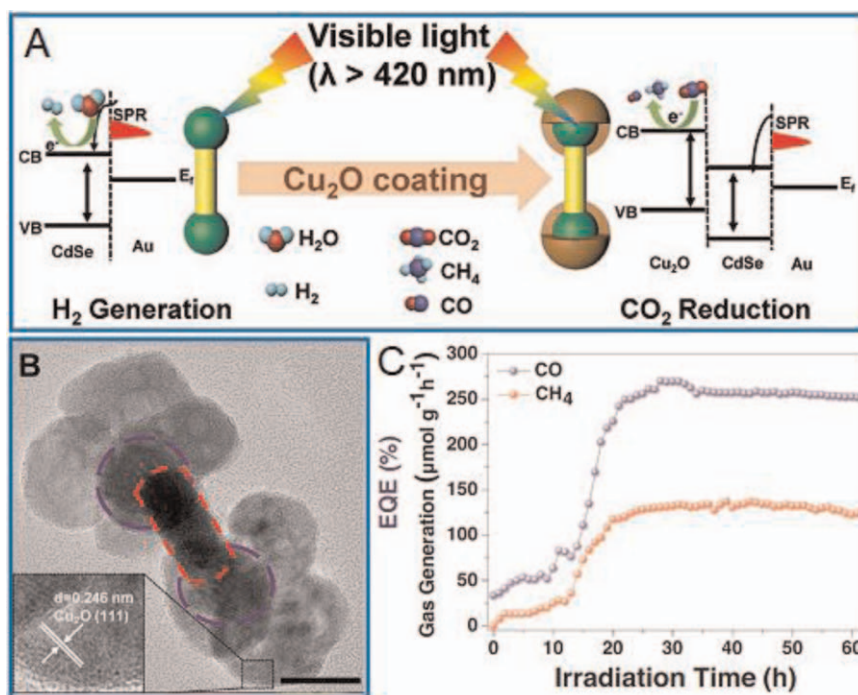 A
Visible light
(λ > 420 nm)
SPR
e-
CB
Ef
VB
CdSe
Au
H2 Generation
Cu2O coating
H2O
H2
CO2
CH4
CO
CB
e-
SPR
Ef
VB
Cu2O
CdSe
Au
CO2 Reduction
B
d=0.246 nm
Cu2O (111)
C
CO
CH4
EQE (%)
Gas Generation (μmol g-1h-1)
300
250
200
150
100
50
0
0
10
20
30
40
50
60
Irradiation Time (h)